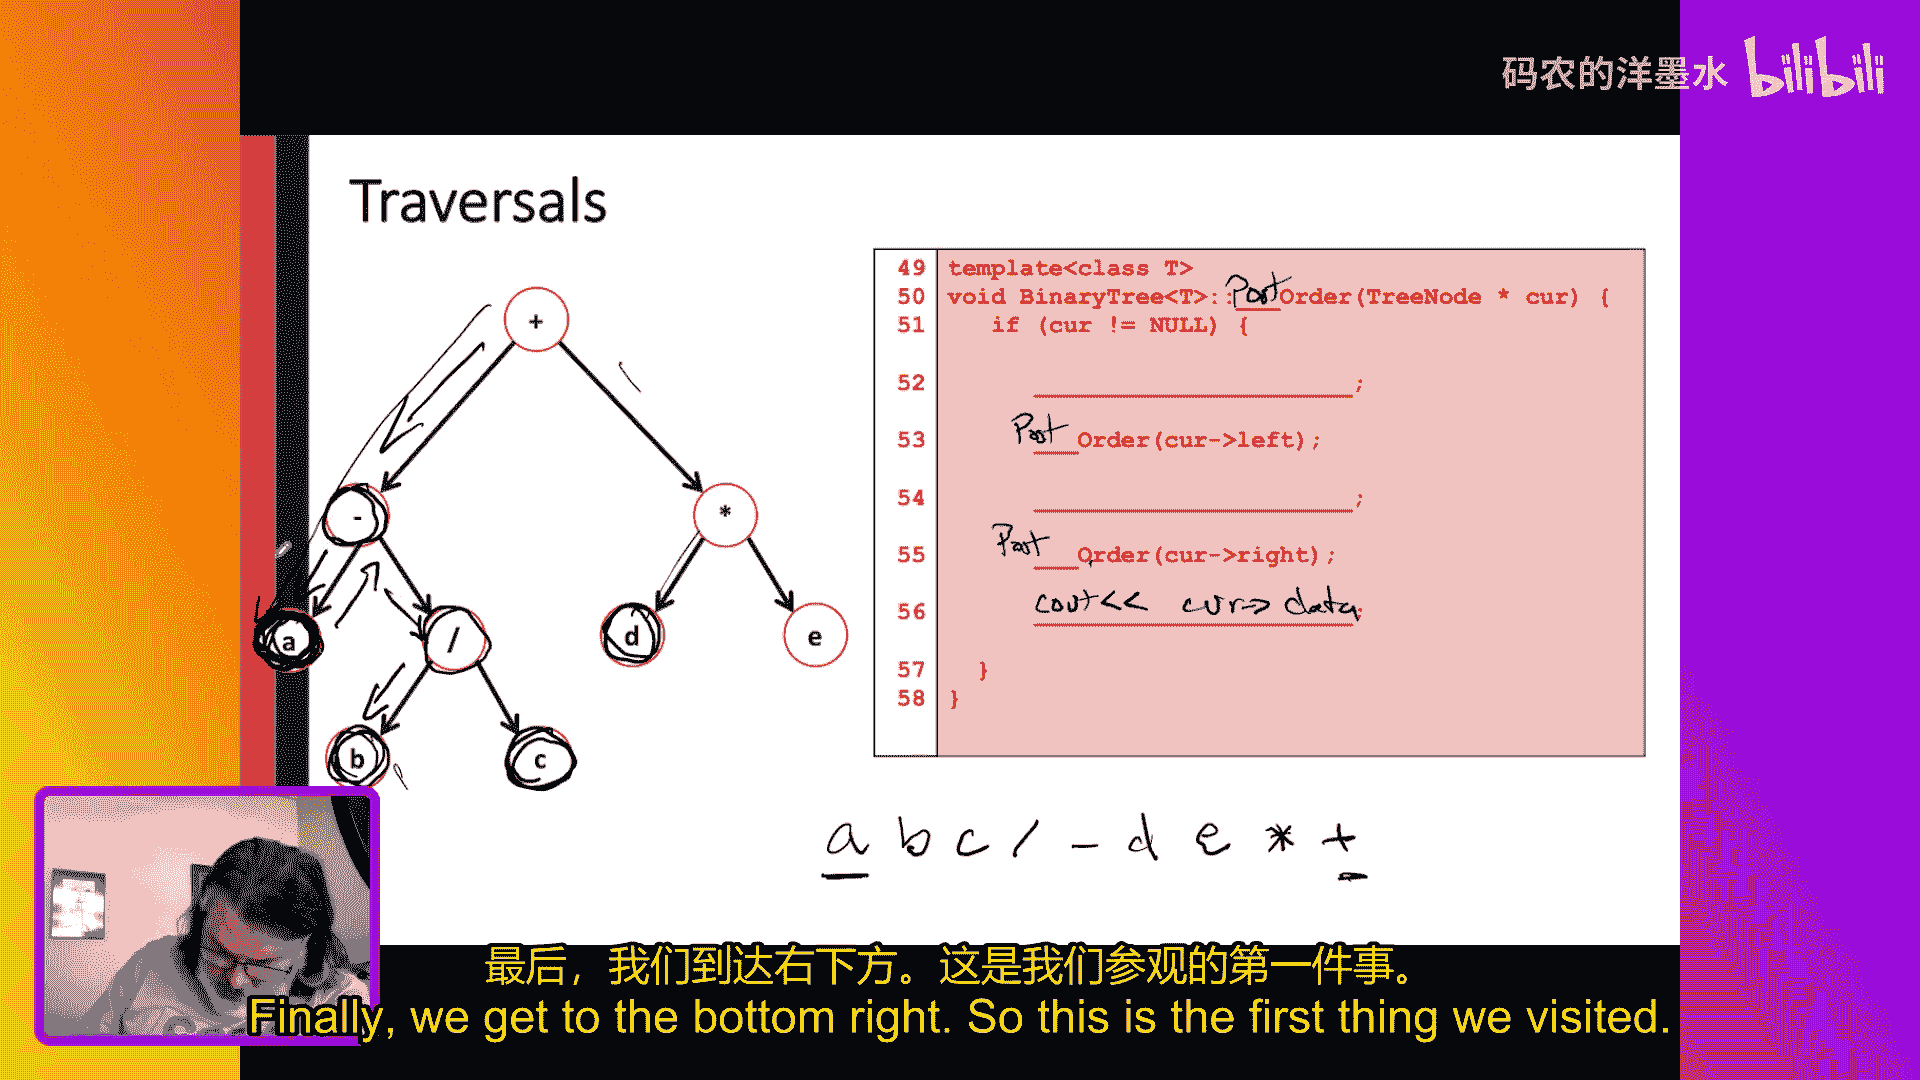 码农的洋墨水 bilibili
Traversals
49 template<class T>
50 void BinaryTree<T>::PostOrder(TreeNode * cur) {
51 if (cur != NULL) {
52 ;
53 Post Order(cur->left);
54 ;
55 Post Order(cur->right);
56 cout<< cur-> data;
57 }
58 }
+
-
*
a
/
d
e
b
c
a b c / - d e * +
最后，我们到达右下方。这是我们参观的第一件事。
Finally, we get to the bottom right. So this is the first thing we visited.